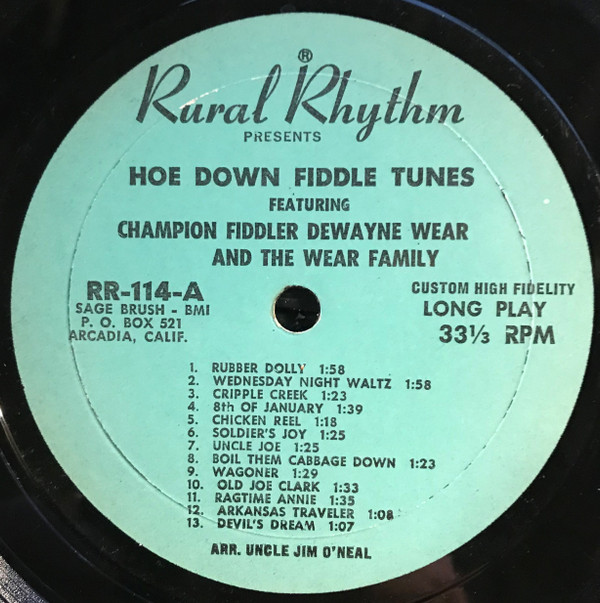 Rural Rhythm®
PRESENTS
HOE DOWN FIDDLE TUNES
FEATURING
CHAMPION FIDDLER DEWAYNE WEAR
AND THE WEAR FAMILY
RR-114-A
SAGE BRUSH - BMI
P. O. BOX 521
ARCADIA, CALIF.
CUSTOM HIGH FIDELITY
LONG PLAY
33⅓ RPM
1. RUBBER DOLLY 1:58
2. WEDNESDAY NIGHT WALTZ 1:58
3. CRIPPLE CREEK 1:23
4. 8th OF JANUARY 1:39
5. CHICKEN REEL 1:18
6. SOLDIER'S JOY 1:25
7. UNCLE JOE 1:25
8. BOIL THEM CABBAGE DOWN 1:23
9. WAGONER 1:29
10. OLD JOE CLARK 1:33
11. RAGTIME ANNIE 1:35
12. ARKANSAS TRAVELER 1:08
13. DEVIL'S DREAM 1:07
ARR. UNCLE JIM O'NEAL